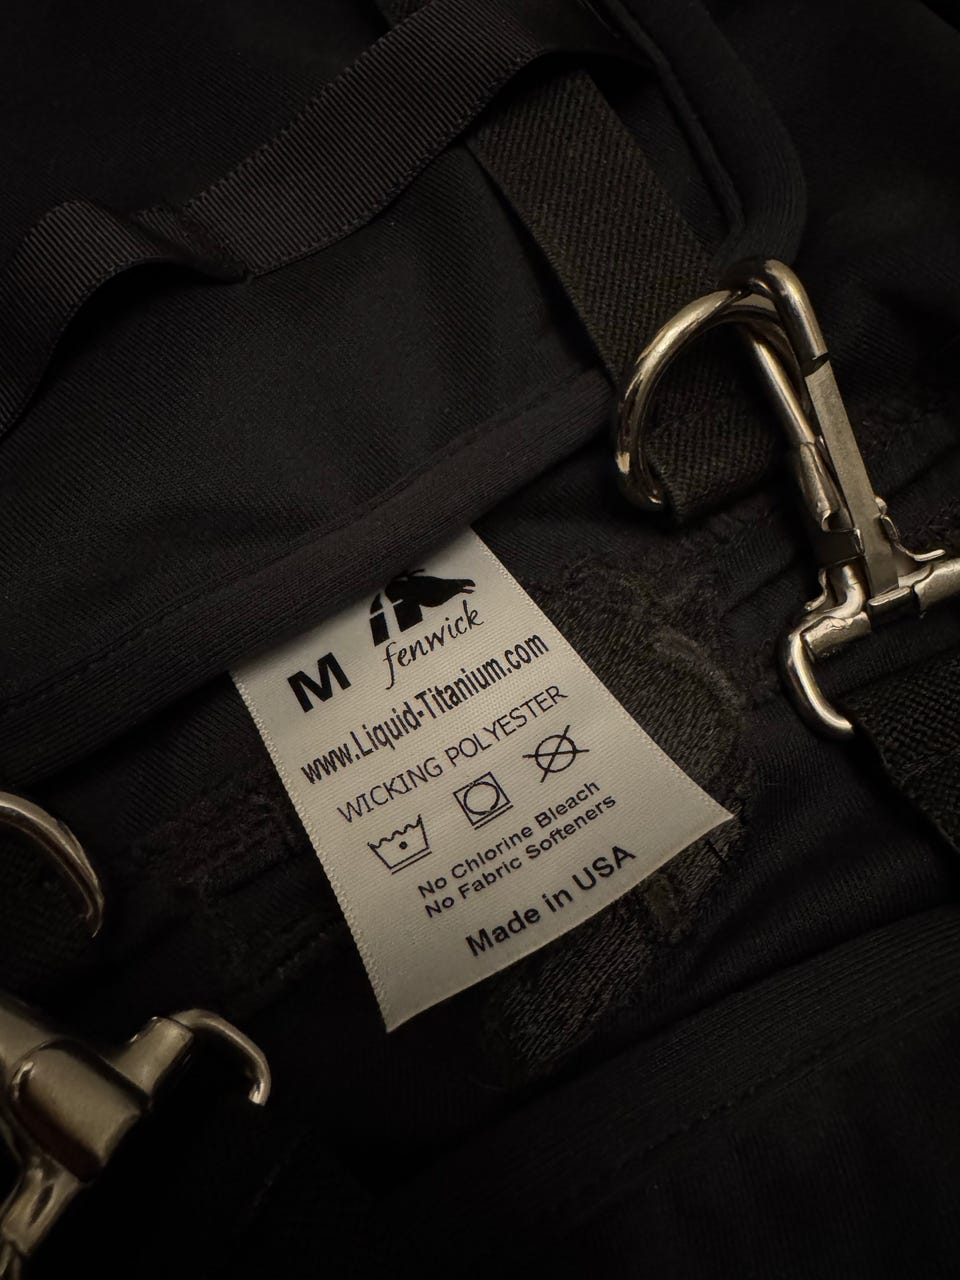 fenwick
M
www.Liquid-Titanium.com
WICKING POLYESTER
No Chlorine Bleach
No Fabric Softeners
Made in USA